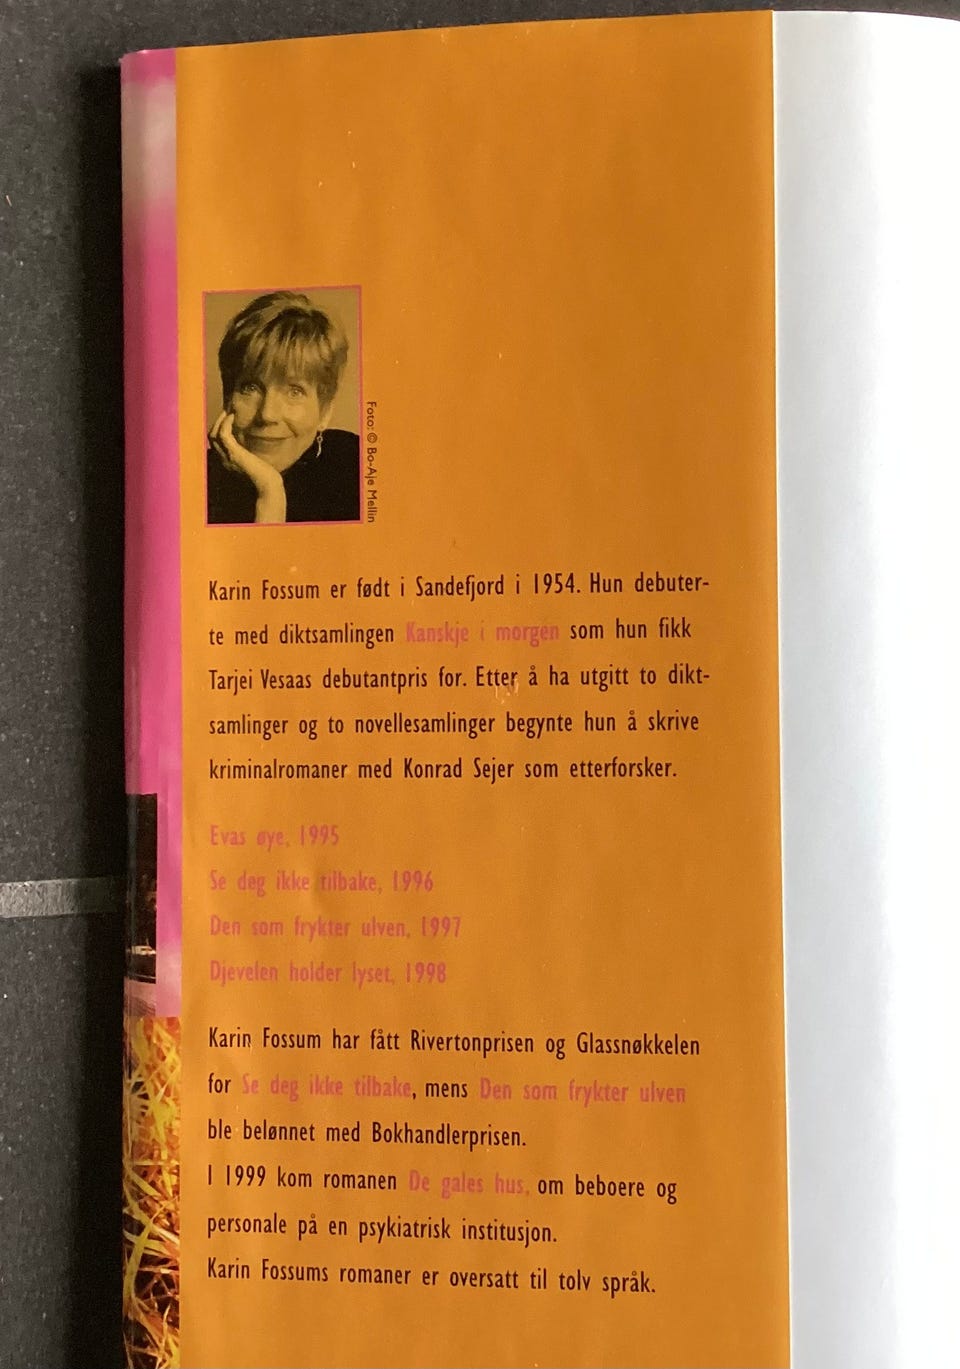 Foto: © Bo-Aje Mellin
Karin Fossum er født i Sandefjord i 1954. Hun debuter-
te med diktsamlingen Kanskje i morgen som hun fikk
Tarjei Vesaas debutantpris for. Etter å ha utgitt to dikt-
samlinger og to novellesamlinger begynte hun å skrive
kriminalromaner med Konrad Sejer som etterforsker.
Evas øye, 1995
Se deg ikke tilbake, 1996
Den som frykter ulven, 1997
Djevelen holder lyset, 1998
Karin Fossum har fått Rivertonprisen og Glassnøkkelen
for Se deg ikke tilbake, mens Den som frykter ulven
ble belønnet med Bokhandlerprisen.
I 1999 kom romanen De gales hus, om beboere og
personale på en psykiatrisk institusjon.
Karin Fossums romaner er oversatt til tolv språk.